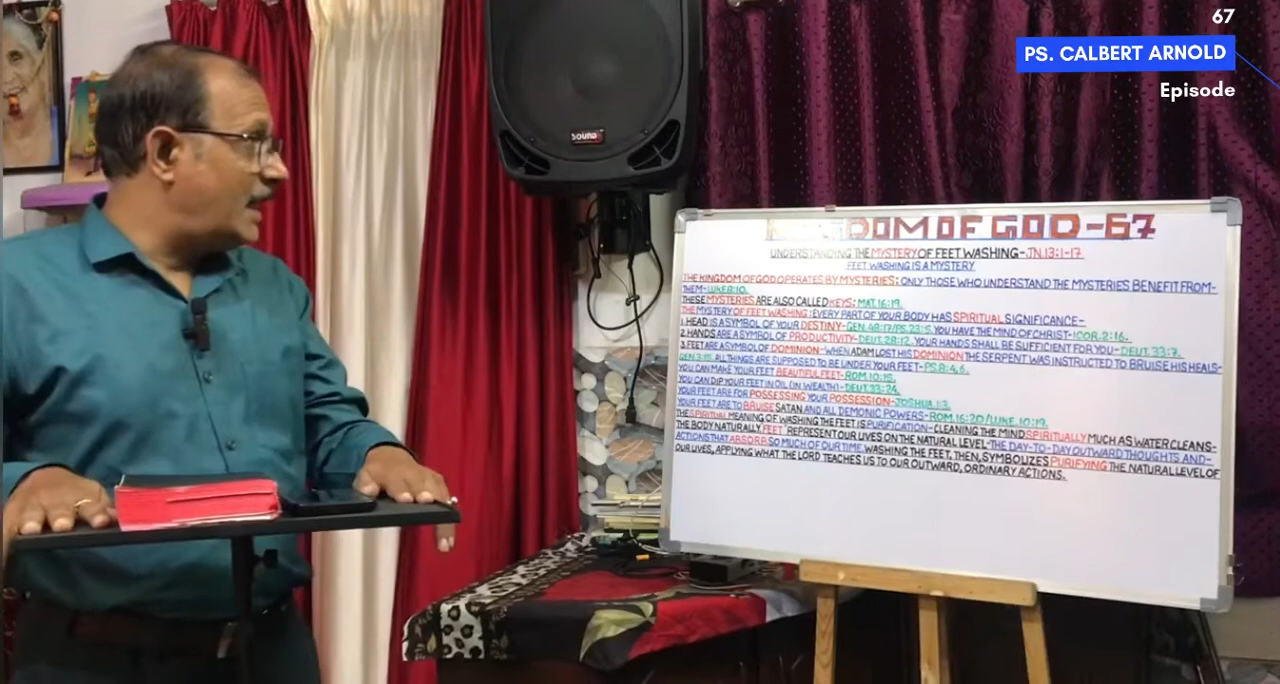 67
PS. CALBERT ARNOLD
Episode
SOUND
KINGDOM OF GOD-67
UNDERSTANDING THE MYSTERY OF FEET WASHING-JN.13:1-17.
FEET WASHING IS A MYSTERY
THE KINGDOM OF GOD OPERATES BY MYSTERIES; ONLY THOSE WHO UNDERSTAND THE MYSTERIES BENEFIT FROM-
THEM-LUKE8:10.
THESE MYSTERIES ARE ALSO CALLED KEYS; MAT.16:19.
THE MYSTERY OF FEET WASHING; EVERY PART OF YOUR BODY HAS SPIRITUAL SIGNIFICANCE-
1.HEAD IS A SYMBOL OF YOUR DESTINY-GEN.48:17/PS.23:5. YOU HAVE THE MIND OF CHRIST-1COR.2:16.
2.HANDS ARE A SYMBOL OF PRODUCTIVITY-DEUT.28:12. YOUR HANDS SHALL BE SUFFICIENT FOR YOU-DEUT.33:7.
3.FEET ARE A SYMBOL OF DOMINION-WHEN ADAM LOST HIS DOMINION THE SERPENT WAS INSTRUCTED TO BRUISE HIS HEALS-
GEN.3:15. ALL THINGS ARE SUPPOSED TO BE UNDER YOUR FEET-PS.8:4,6.
YOU CAN MAKE YOUR FEET BEAUTIFUL FEET-ROM.10:15.
YOU CAN DIP YOUR FEET IN OIL (IN WEALTH)-DEUT.33:24.
YOUR FEET ARE FOR POSSESSING YOUR POSSESSION-JOSHUA.1:3.
YOUR FEET ARE TO BRUISE SATAN AND ALL DEMONIC POWERS-ROM.16:20/LUKE.10:19.
THE SPIRITUAL MEANING OF WASHING THE FEET IS PURIFICATION-CLEANING THE MIND SPIRITUALLY MUCH AS WATER CLEANS-
THE BODY NATURALLY. FEET REPRESENT OUR LIVES ON THE NATURAL LEVEL-THE DAY-TO-DAY OUTWARD THOUGHTS AND-
ACTIONS THAT ABSORB SO MUCH OF OUR TIME. WASHING THE FEET, THEN, SYMBOLIZES PURIFYING THE NATURAL LEVEL OF
OUR LIVES, APPLYING WHAT THE LORD TEACHES US TO OUR OUTWARD, ORDINARY ACTIONS.